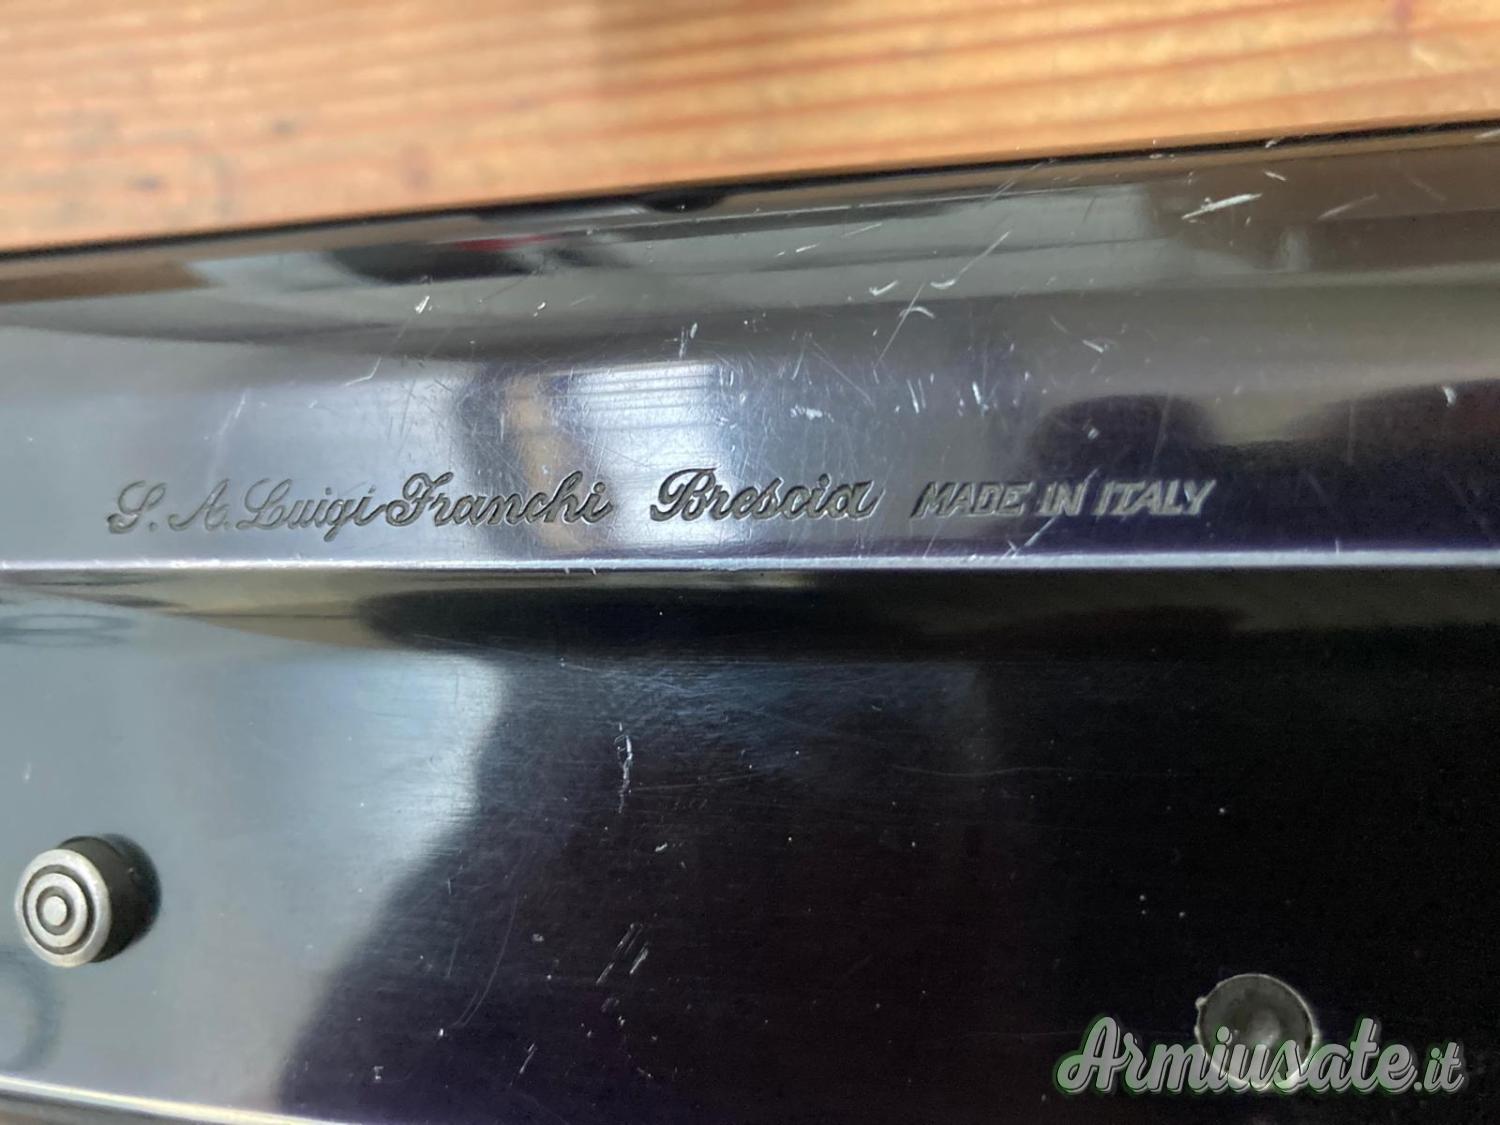 S. A. Luigi Franchi Brescia MADE IN ITALY
Armiusate.it